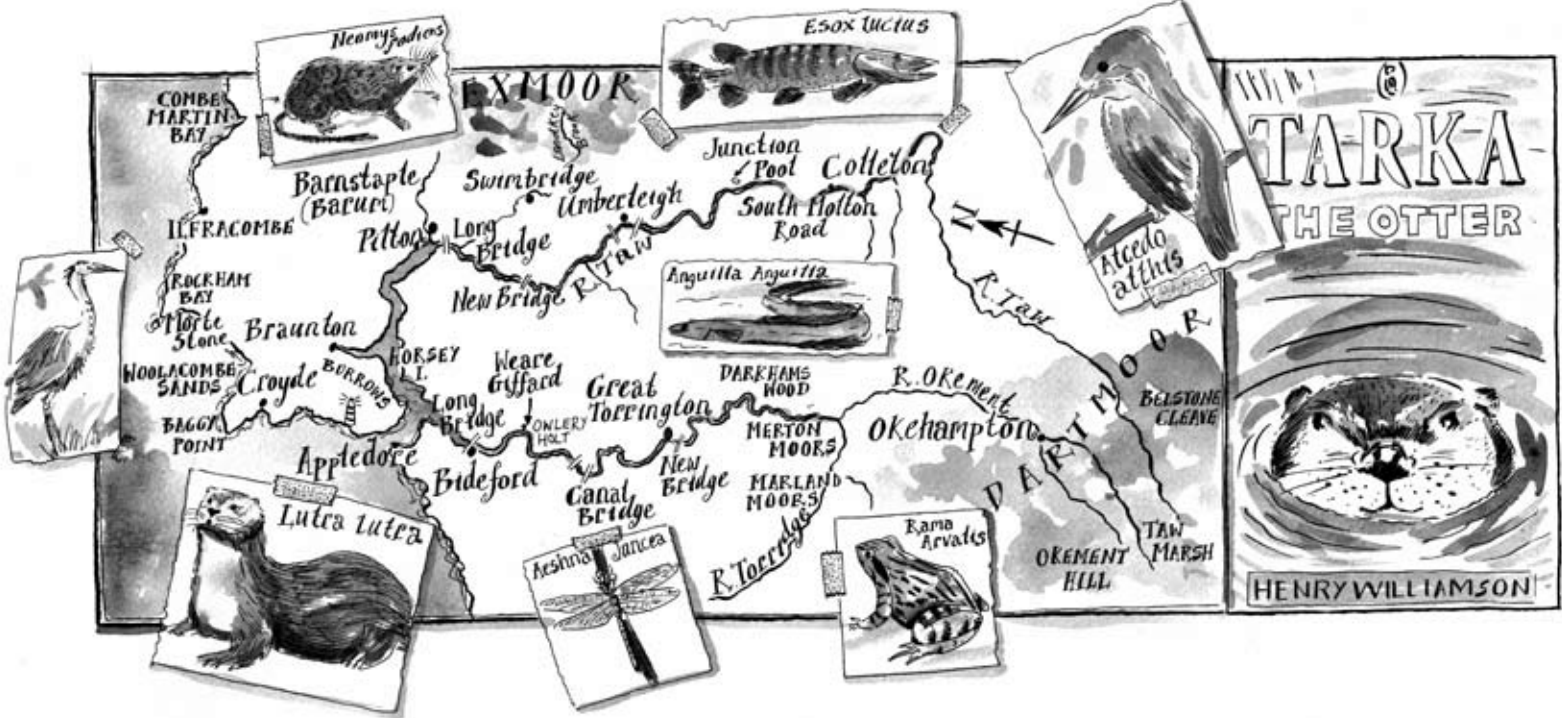 Neomys
fodiens
Esox lucius
EXMOOR
COMBE
MARTIN
BAY
Barnstaple
(Barum)
Swimbridge
Umberleigh
Junction
Pool
Colleton
South Molton
Road
ILFRACOMBE
Pilton
Long
Bridge
New Bridge
R. TAW
N
R. Taw
Alcedo
atthis
TARKA
THE OTTER
Anguilla Anguilla
ROCKHAM
BAY
Morte
Stone
Braunton
WOOLACOMBE
SANDS
Croyde
BURROWS
HORSEY
I.
BAGGY
POINT
Appledore
Long
Bridge
Bideford
Weare
Giffard
OWLERY
HOLT
Great
Torrington
Canal
Bridge
New
Bridge
DARKHAMS
WOOD
MERTON
MOORS
MARLAND
MOORS
R. Torridge
R. Okement
Okehampton
DARTMOOR
BELSTONE
CLEAVE
OKEMENT
HILL
TAW
MARSH
Lutra lutra
Aeshna Juncea
Rama
Arvalis
HENRY WILLIAMSON